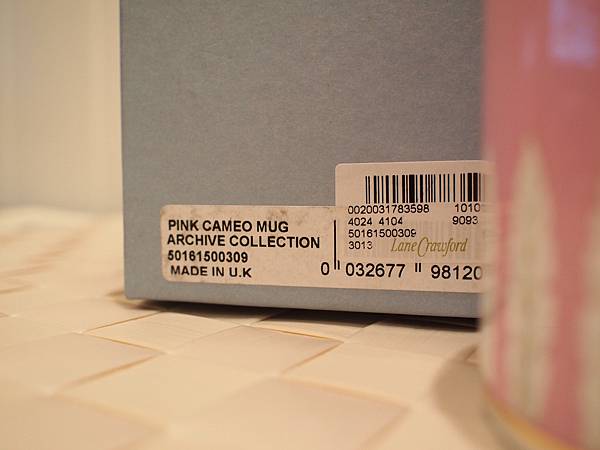 PINK CAMEO MUG
ARCHIVE COLLECTION
50161500309
MADE IN U.K
0020031783598 1010
4024 4104 9093
50161500309
3013 Lane Crawford
0 032677 98120